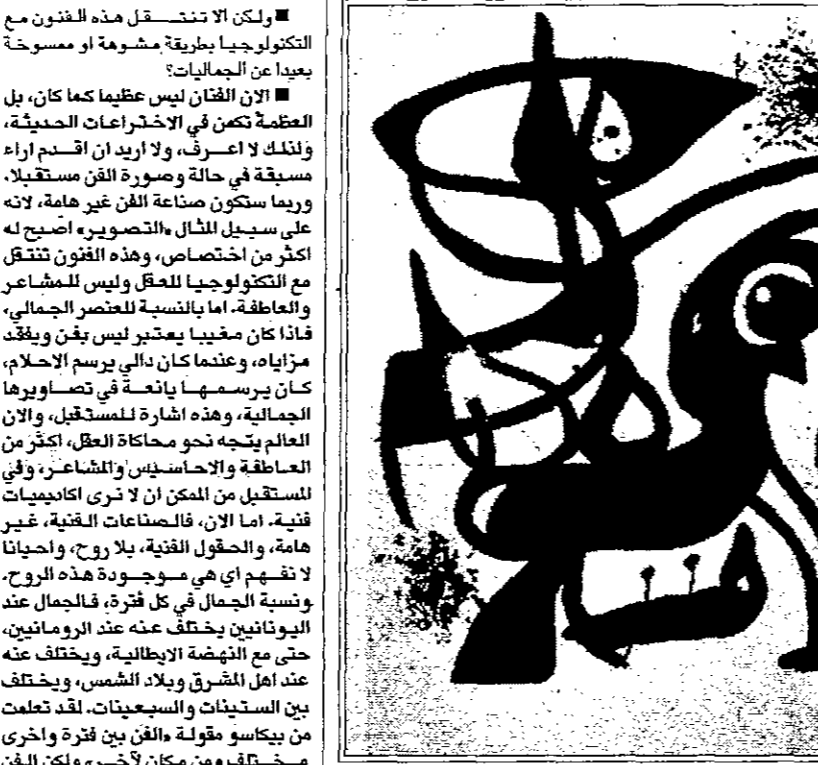 ■ ولكن الا تنتقل هذه الفنون مع
التكنولوجيا بطريقة مشوهة او ممسوخة
بعيدا عن الجماليات؟
■ الان الفنان ليس عظيما كما كان، بل
العظمة تكمن في الاختراعات الحديثة،
ولذلك لا اعرف، ولا اريد ان اقدم اراء
مسبقة في حالة وصورة الفن مستقبلا.
وربما ستكون صناعة الفن غير هامة، لانه
على سبيل المثال «التصوير» اصبح له
اكثر من اختصاص، وهذه الفنون تنتقل
مع التكنولوجيا للعقل وليس للمشاعر
والعاطفة. اما بالنسبة للعنصر الجمالي،
فاذا كان مغيبا يعتبر ليس بفن ويفقد
مزاياه، وعندما كان دالي يرسم الاحلام،
كان يرسمها يانعة في تصاويرها
الجمالية، وهذه اشارة للمستقبل، والان
العالم يتجه نحو محاكاة العقل، اكثر من
العاطفة والاحاسيس والمشاعر، وفي
المستقبل من الممكن ان لا نرى اكاديميات
فنية. اما الان، فالصناعات الفنية، غير
هامة، والحقول الفنية، بلا روح، واحيانا
لا نفهم اي هي موجودة هذه الروح.
ونسبة الجمال في كل فترة، فالجمال عند
اليونانيين يختلف عنه عند الرومانيين،
حتى مع النهضة الايطالية، ويختلف عنه
عند اهل المشرق وبلاد الشمس، ويختلف
بين الستينات والسبعينات. لقد تعلمت
من بيكاسو مقولة «الفن بين فترة واخرى
مختلف ومن مكان لآخر» ولكن الفن